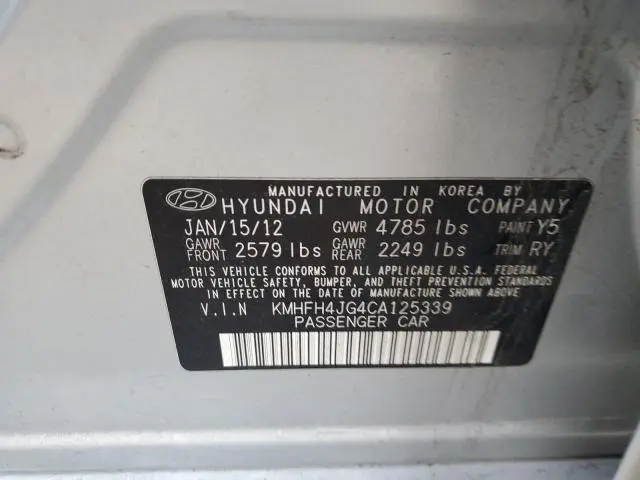 MANUFACTURED IN KOREA BY
HYUNDAI MOTOR COMPANY
JAN/15/12 GVWR 4785 lbs PAINT Y5
GAWR FRONT 2579 lbs GAWR REAR 2249 lbs TRIM RY
THIS VEHICLE CONFORMS TO ALL APPLICABLE U.S.A. FEDERAL
MOTOR VEHICLE SAFETY, BUMPER, AND THEFT PREVENTION STANDARDS
IN EFFECT ON THE DATE OF MANUFACTURE SHOWN ABOVE.
V.I.N KMHFH4JG4CA125339
PASSENGER CAR